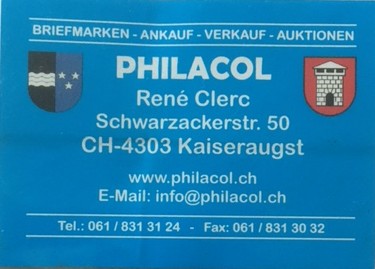 BRIEFMARKEN - ANKAUF - VERKAUF - AUKTIONEN
PHILACOL
René Clerc
Schwarzackerstr. 50
CH-4303 Kaiseraugst
www.philacol.ch
E-Mail: info@philacol.ch
Tel.: 061 / 831 31 24 - Fax: 061 / 831 30 32